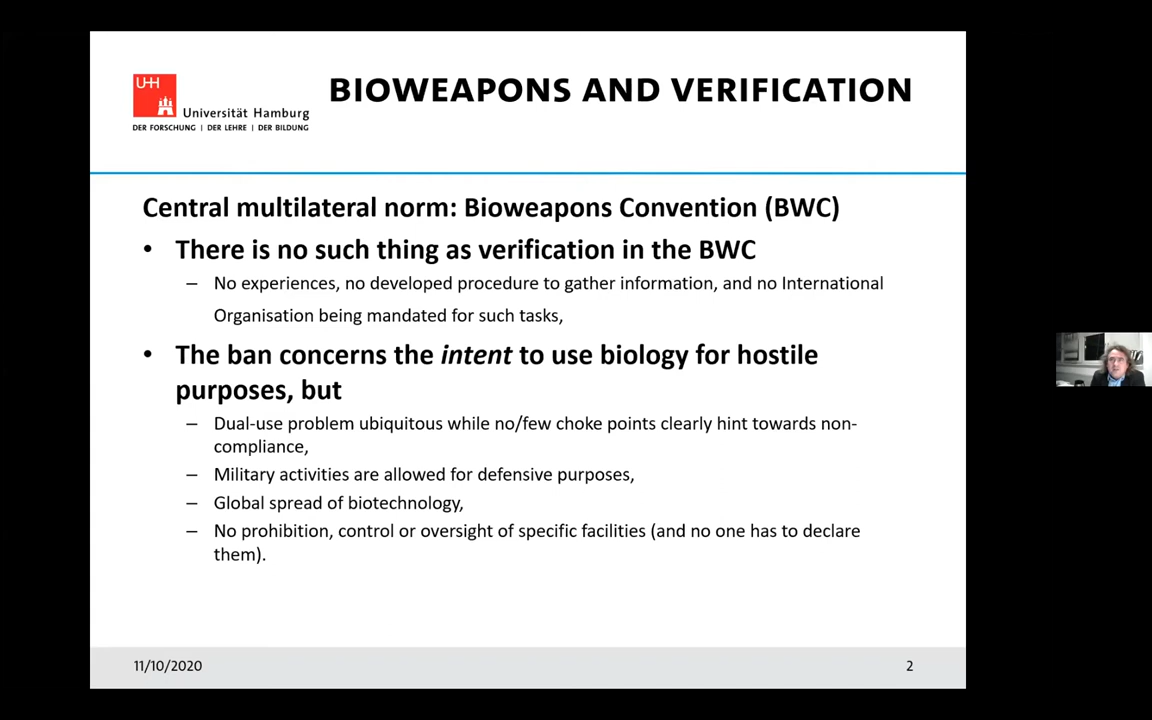 UHH
BIOWEAPONS AND VERIFICATION
Universität Hamburg
DER FORSCHUNG | DER LEHRE | DER BILDUNG
Central multilateral norm: Bioweapons Convention (BWC)
• There is no such thing as verification in the BWC
– No experiences, no developed procedure to gather information, and no International
Organisation being mandated for such tasks,
• The ban concerns the intent to use biology for hostile
purposes, but
– Dual-use problem ubiquitous while no/few choke points clearly hint towards non-
compliance,
– Military activities are allowed for defensive purposes,
– Global spread of biotechnology,
– No prohibition, control or oversight of specific facilities (and no one has to declare
them).
11/10/2020
2